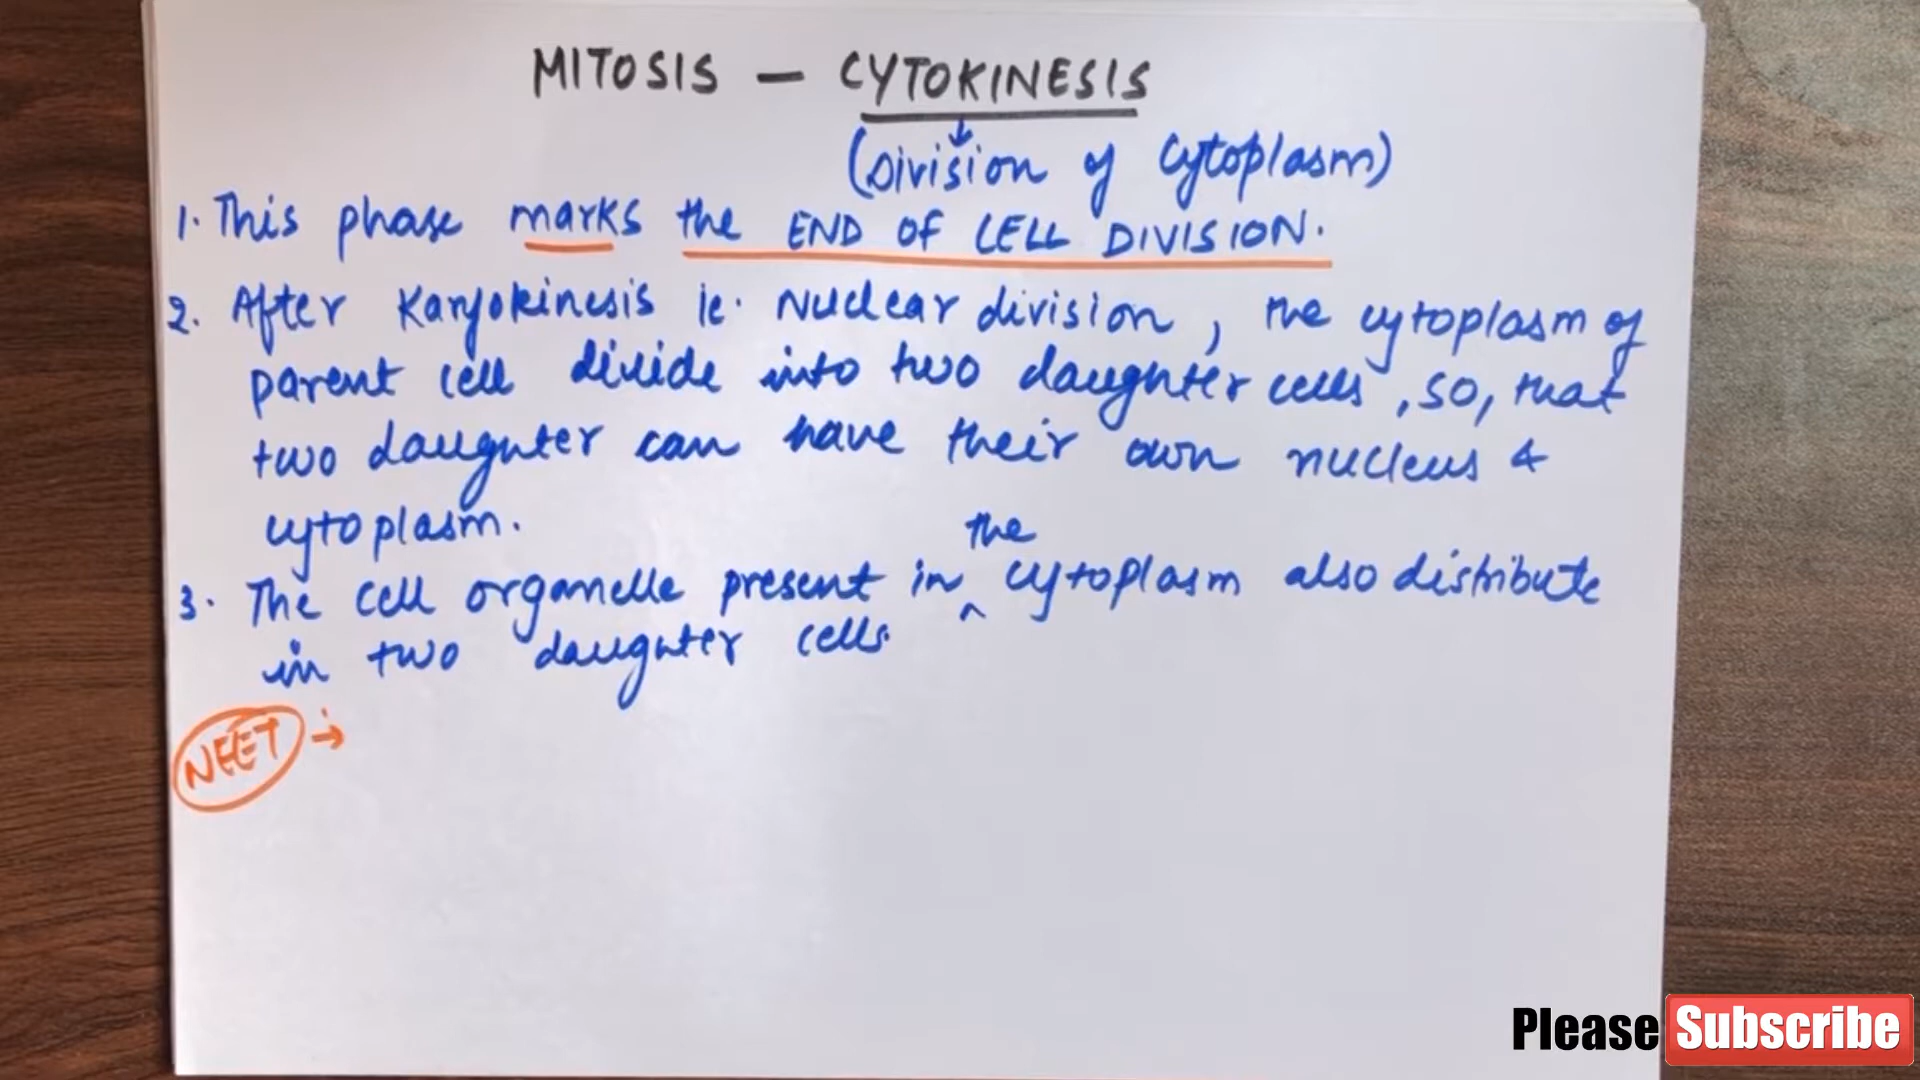 MITOSIS — CYTOKINESIS
(Division of Cytoplasm)
1. This phase marks the END OF CELL DIVISION.
2. After Karyokinesis ie. Nuclear division, the cytoplasm of
parent cell divide into two daughter cells, so, that
two daughter can have their own nucleus &
cytoplasm.
the
3. The cell organelle present in ^ cytoplasm also distribute
in two daughter cells.
NEET →
Please Subscribe